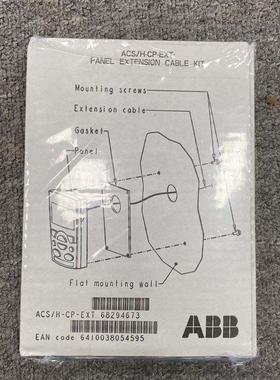 ACS/H-CP-EXT-
PANEL EXTENSION CABLE KIT
Mounting screws
Extension cable
Gasket
Panel
Flat mounting wall
ACS/H-CP-EXT 68294673
EAN code 6410038054595
ABB